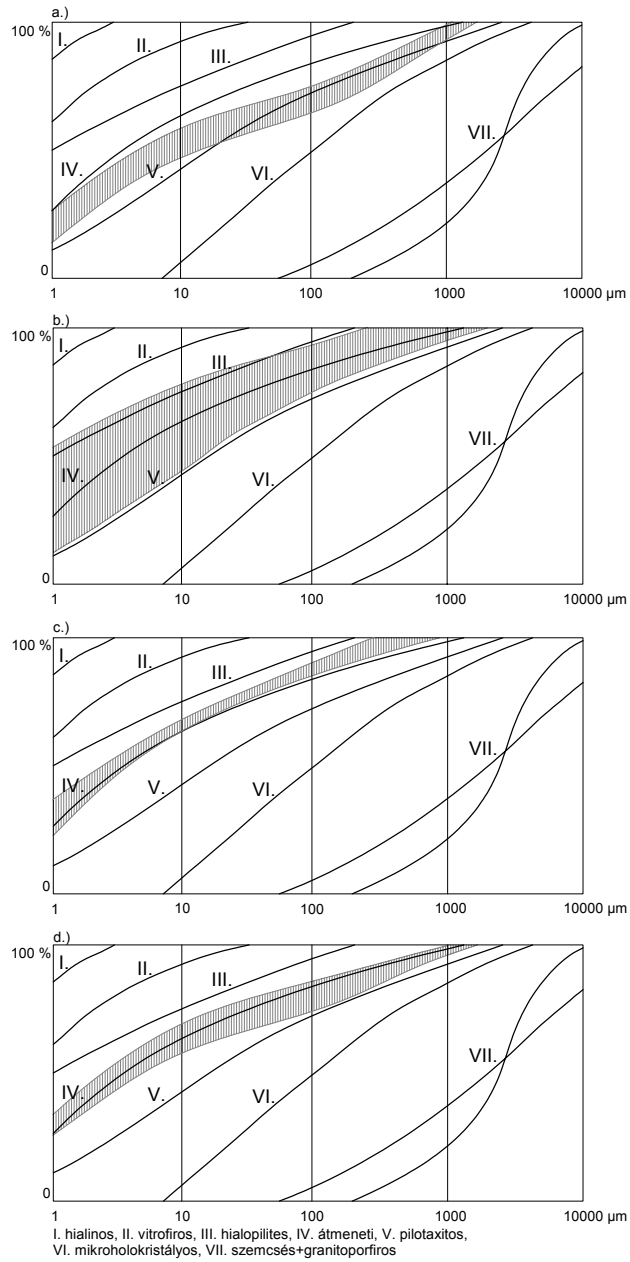 a.)
100 %
I.
II.
III.
IV.
V.
VI.
VII.
0
1 10 100 1000 10000 µm
b.)
100 %
I.
II.
III.
IV.
V.
VI.
VII.
0
1 10 100 1000 10000 µm
c.)
100 %
I.
II.
III.
IV.
V.
VI.
VII.
0
1 10 100 1000 10000 µm
d.)
100 %
I.
II.
III.
IV.
V.
VI.
VII.
0
1 10 100 1000 10000 µm
I. hialinos, II. vitrofiros, III. hialopilites, IV. átmeneti, V. pilotaxitos,
VI. mikroholokristályos, VII. szemcsés+granitoporfiros